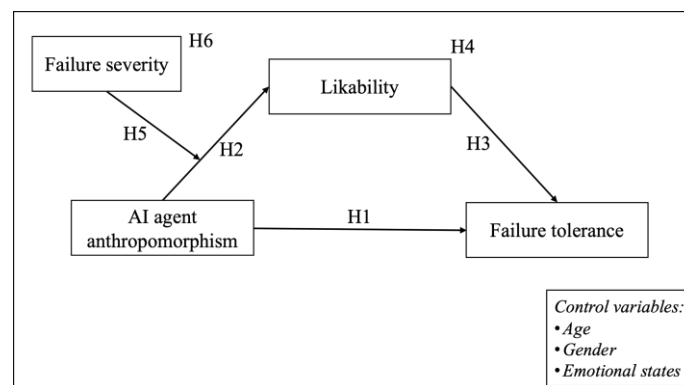 H6
Failure severity
H4
Likability
H5
H2
H3
AI agent
anthropomorphism
H1
Failure tolerance
Control variables:
• Age
• Gender
• Emotional states